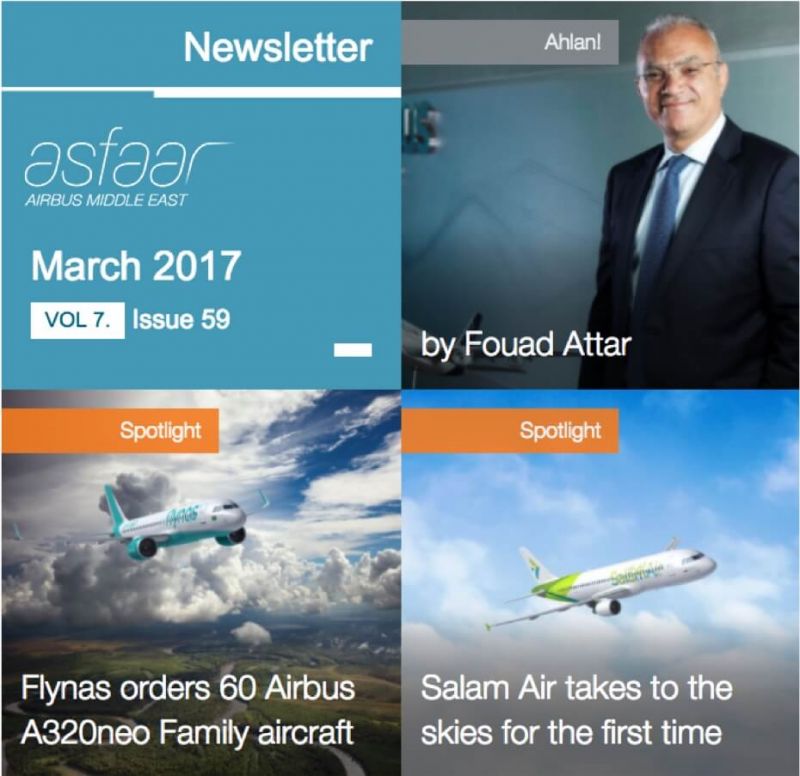 Newsletter
asfaar
AIRBUS MIDDLE EAST
March 2017
VOL 7. Issue 59
Ahlan!
by Fouad Attar
Spotlight
flynas
Flynas orders 60 Airbus
A320neo Family aircraft
Spotlight
SalamAir
Salam Air takes to the
skies for the first time